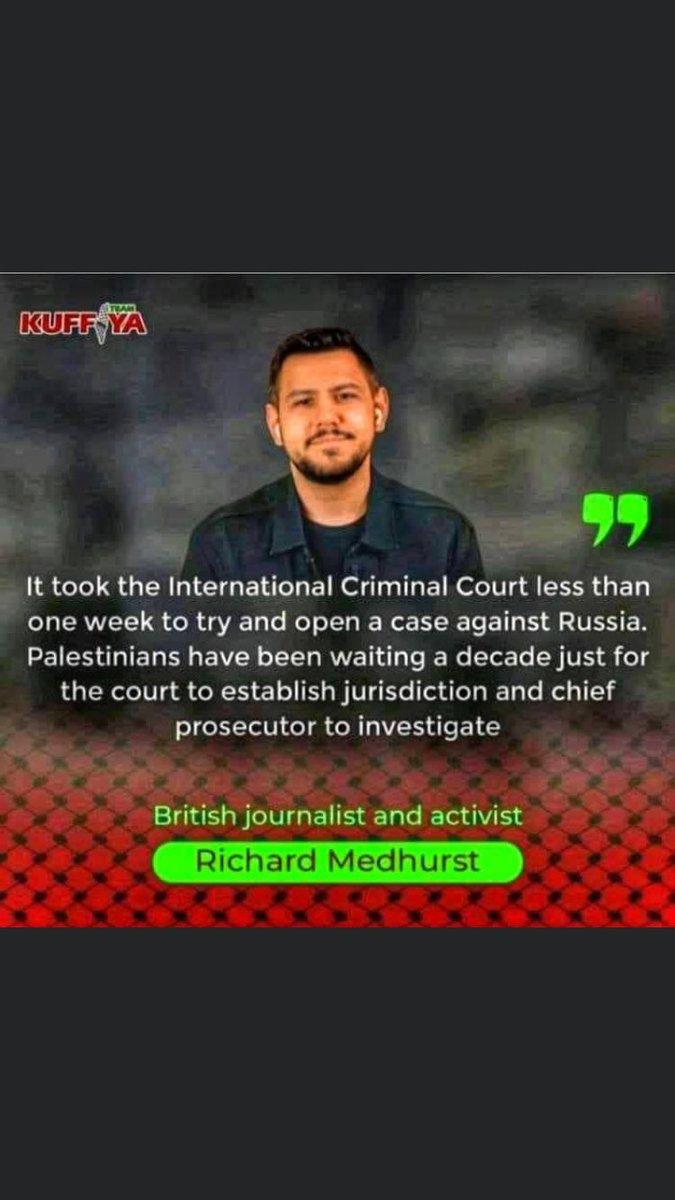 TEAM
KUFFIYA
”
It took the International Criminal Court less than
one week to try and open a case against Russia.
Palestinians have been waiting a decade just for
the court to establish jurisdiction and chief
prosecutor to investigate
British journalist and activist
Richard Medhurst